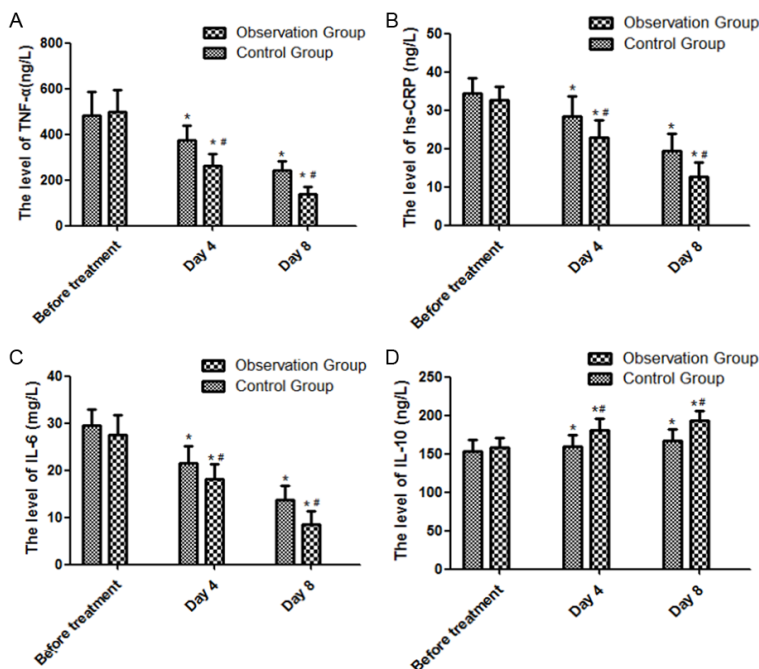 A
Observation Group
Control Group
The level of TNF-α(ng/L)
800
600
400
200
0
*
* #
*
* #
Before treatment
Day 4
Day 8
B
Observation Group
Control Group
The level of hs-CRP (ng/L)
50
40
30
20
10
0
*
* #
*
* #
Before treatment
Day 4
Day 8
C
Observation Group
Control Group
The level of IL-6 (mg/L)
40
30
20
10
0
*
* #
*
* #
Before treatment
Day 4
Day 8
D
Observation Group
Control Group
The level of IL-10 (ng/L)
250
200
150
100
50
0
*
*#
*
*#
Before treatment
Day 4
Day 8